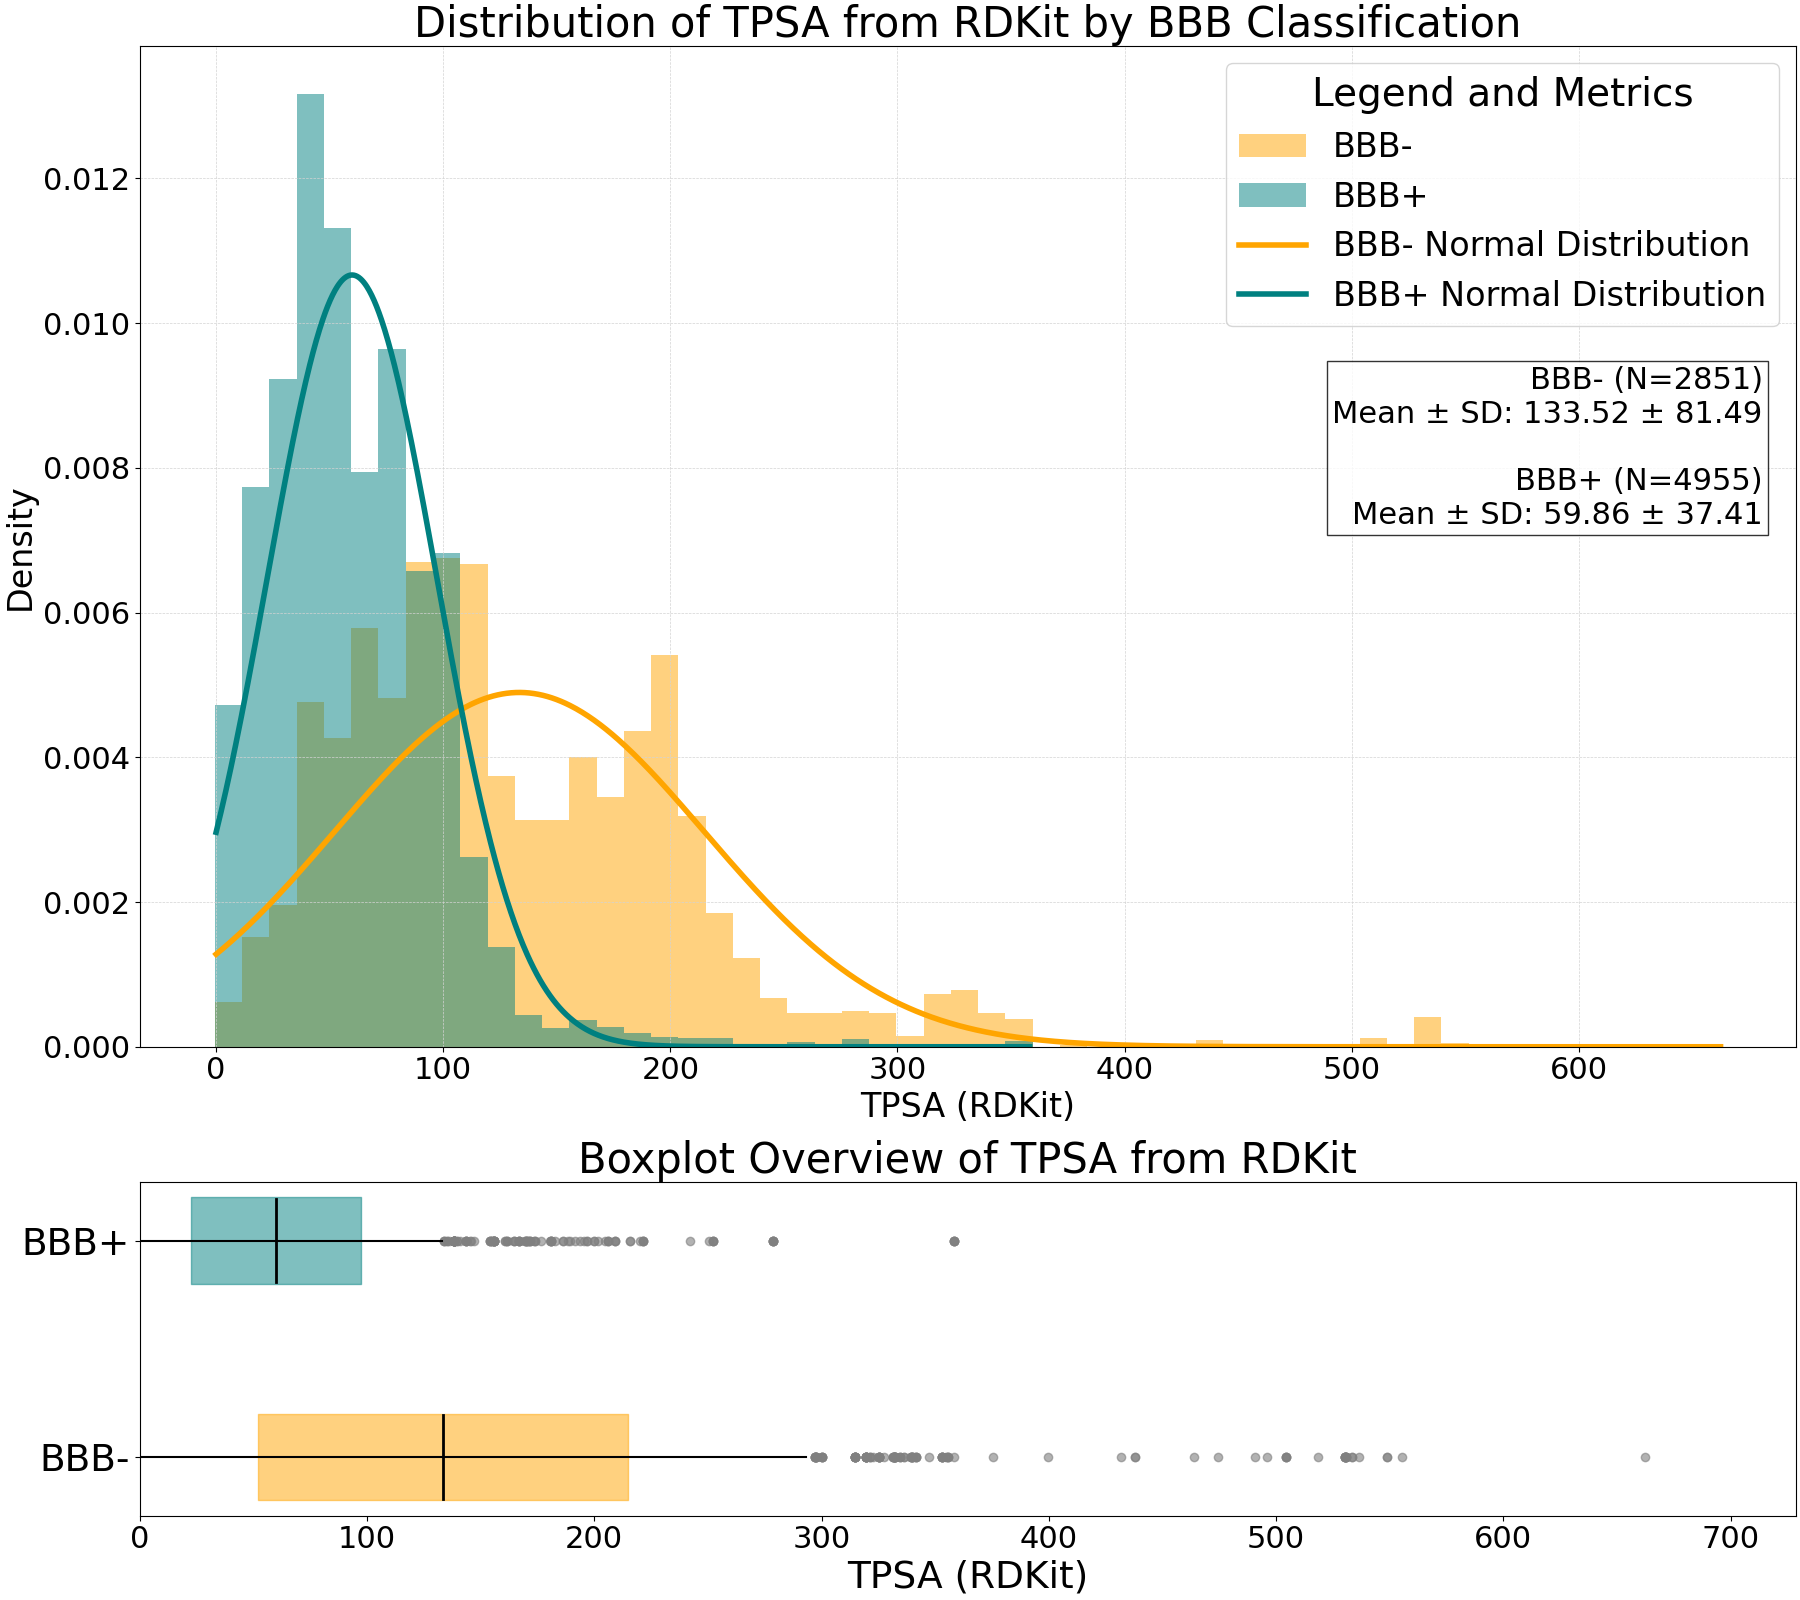 Distribution of TPSA from RDKit by BBB Classification
Legend and Metrics
BBB-
BBB+
BBB- Normal Distribution
BBB+ Normal Distribution
BBB- (N=2851)
Mean ± SD: 133.52 ± 81.49
BBB+ (N=4955)
Mean ± SD: 59.86 ± 37.41
Density
0.012
0.010
0.008
0.006
0.004
0.002
0.000
0 100 200 300 400 500 600
TPSA (RDKit)
Boxplot Overview of TPSA from RDKit
BBB+
BBB-
0 100 200 300 400 500 600 700
TPSA (RDKit)